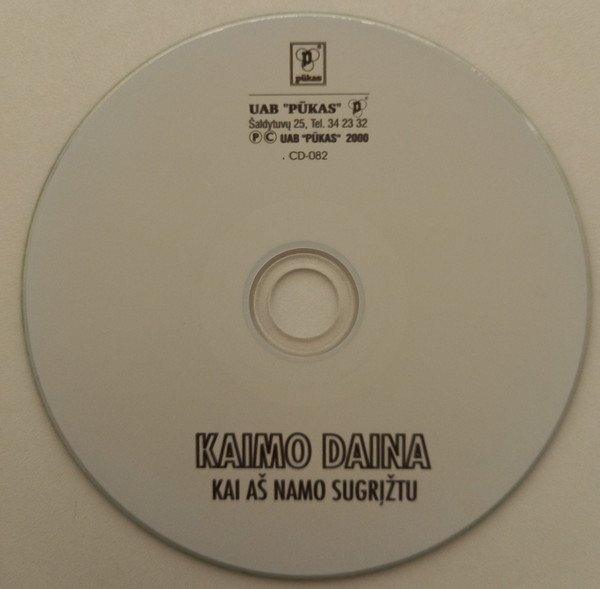 P
pūkas
UAB "PŪKAS" P
Šaldytuvų 25, Tel. 34 23 32
Ⓟ Ⓒ UAB "PŪKAS" 2000
. CD-082
KAIMO DAINA
KAI AŠ NAMO SUGRĮŽTU